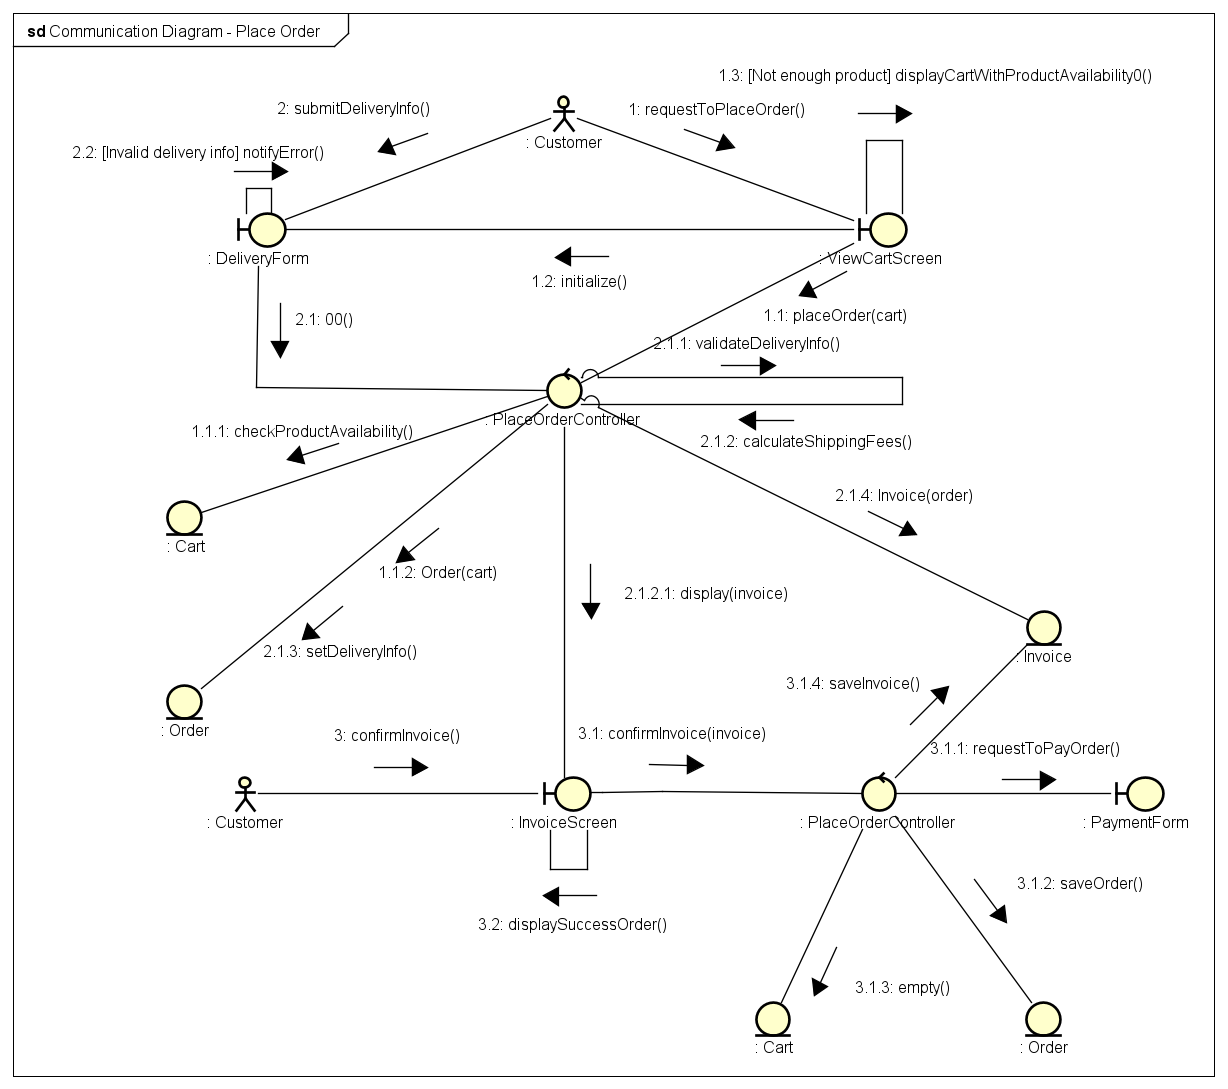 sd Communication Diagram - Place Order
1.3: [Not enough product] displayCartWithProductAvailability0()
2: submitDeliveryInfo()
1: requestToPlaceOrder()
: Customer
2.2: [Invalid delivery info] notifyError()
: DeliveryForm
: ViewCartScreen
1.2: initialize()
1.1: placeOrder(cart)
2.1: 00()
2.1.1: validateDeliveryInfo()
: PlaceOrderController
1.1.1: checkProductAvailability()
2.1.2: calculateShippingFees()
2.1.4: Invoice(order)
: Cart
1.1.2: Order(cart)
2.1.2.1: display(invoice)
2.1.3: setDeliveryInfo()
: Invoice
3.1.4: saveInvoice()
: Order
3: confirmInvoice()
3.1: confirmInvoice(invoice)
3.1.1: requestToPayOrder()
: Customer
: InvoiceScreen
: PlaceOrderController
: PaymentForm
3.1.2: saveOrder()
3.2: displaySuccessOrder()
3.1.3: empty()
: Cart
: Order